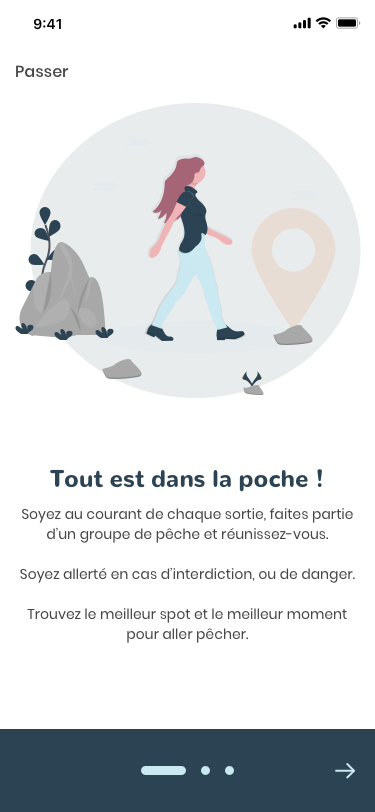 9:41
Passer
Tout est dans la poche !
Soyez au courant de chaque sortie, faites partie
d'un groupe de pêche et réunissez-vous.
Soyez allerté en cas d'interdiction, ou de danger.
Trouvez le meilleur spot et le meilleur moment
pour aller pêcher.